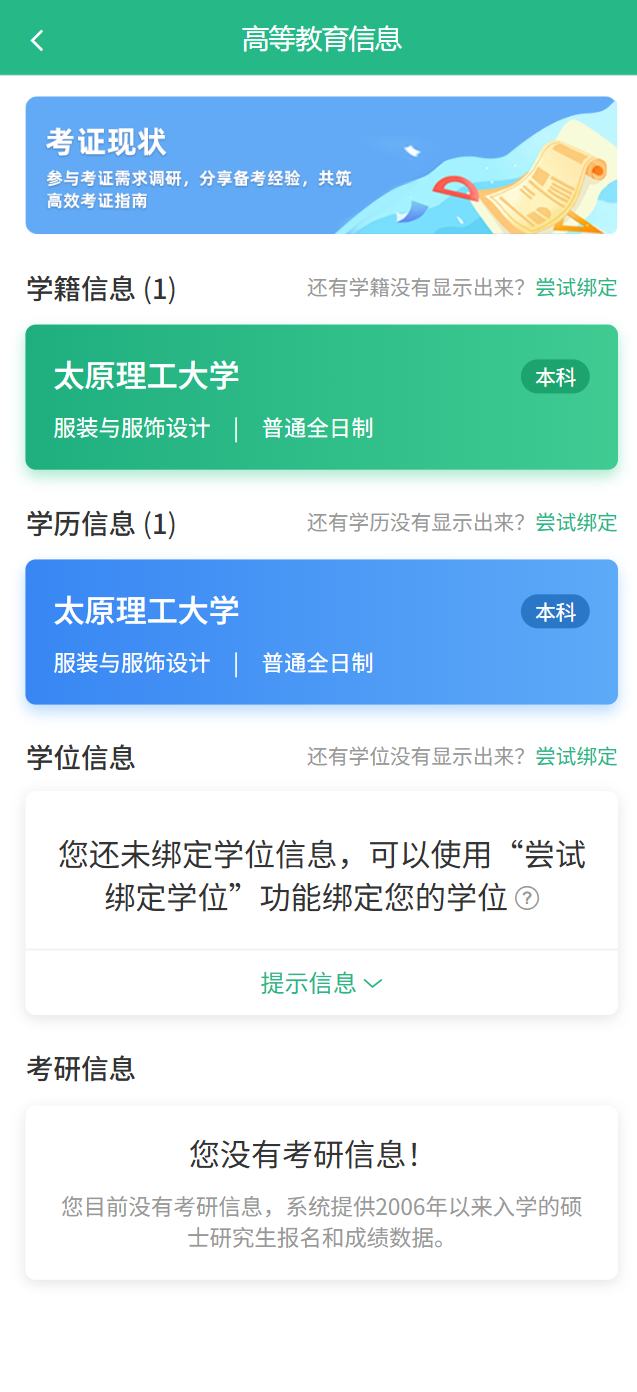 高等教育信息
考证现状
参与考证需求调研，分享备考经验，共筑
高效考证指南
学籍信息 (1)
还有学籍没有显示出来？尝试绑定
太原理工大学
本科
服装与服饰设计 | 普通全日制
学历信息 (1)
还有学历没有显示出来？尝试绑定
太原理工大学
本科
服装与服饰设计 | 普通全日制
学位信息
还有学位没有显示出来？尝试绑定
您还未绑定学位信息，可以使用“尝试
绑定学位”功能绑定您的学位 ?
提示信息
考研信息
您没有考研信息！
您目前没有考研信息，系统提供2006年以来入学的硕
士研究生报名和成绩数据。